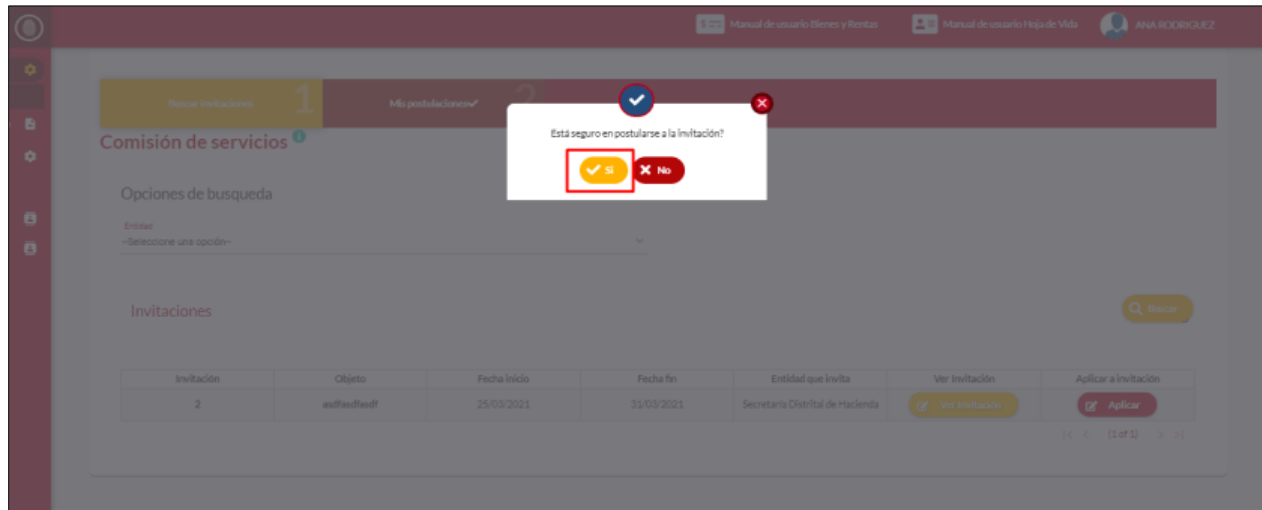 Manual de usuario Bienes y Rentas
Manual de usuario Hoja de Vida
ANA RODRIGUEZ
Buscar Invitaciones 1
Mis postulaciones 2
Está seguro en postularse a la invitación?
Si
No
Comisión de servicios
Opciones de busqueda
Entidad
--Seleccione una opción--
Invitaciones
Buscar
Invitación Objeto Fecha inicio Fecha fin Entidad que invita Ver Invitación Aplicar a invitación
2 asdfasdfasdf 25/03/2021 31/03/2021 Secretaría Distrital de Hacienda Ver Invitación Aplicar
(1 of 1)